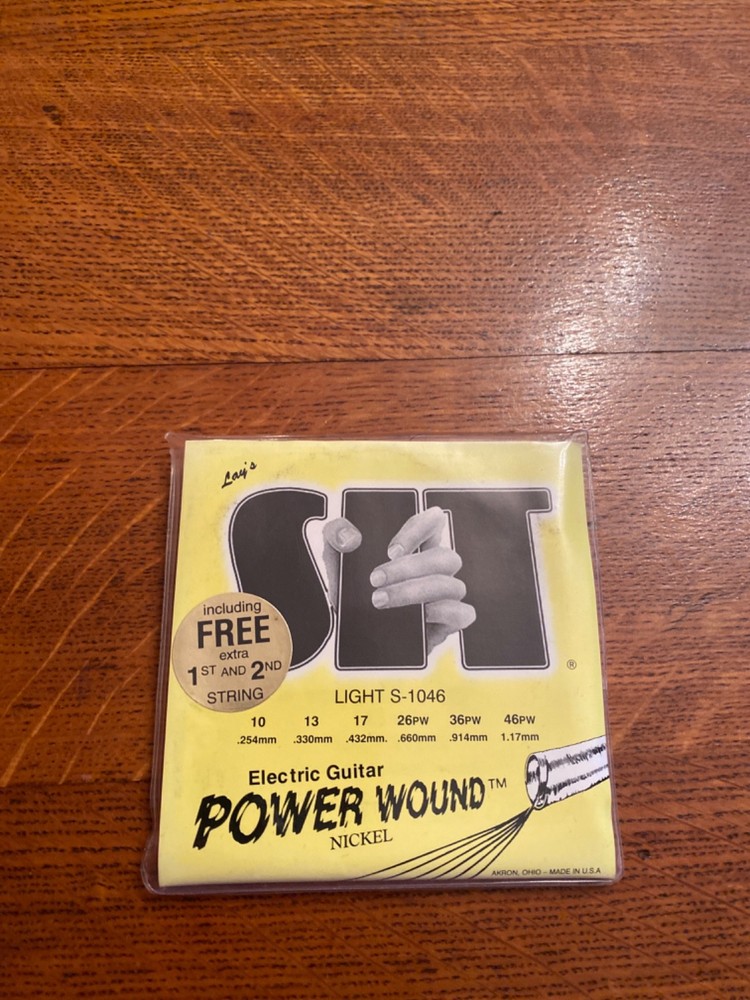 Lay's
SIT
®
including
FREE
extra
1ST AND 2ND
STRING
LIGHT S-1046
10 13 17 26PW 36PW 46PW
.254mm .330mm .432mm. .660mm .914mm 1.17mm
Electric Guitar
POWER WOUND™
NICKEL
AKRON, OHIO – MADE IN U.S.A